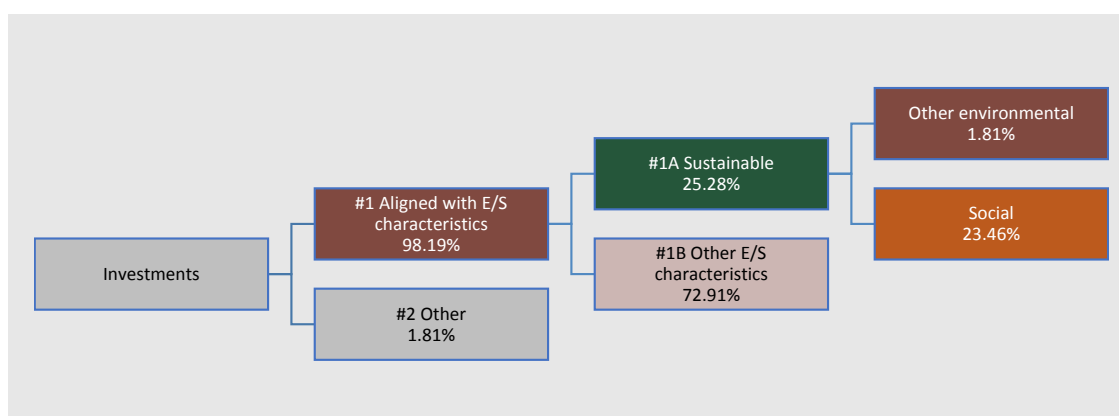 Investments
#1 Aligned with E/S
characteristics
98.19%
#2 Other
1.81%
#1A Sustainable
25.28%
#1B Other E/S
characteristics
72.91%
Other environmental
1.81%
Social
23.46%